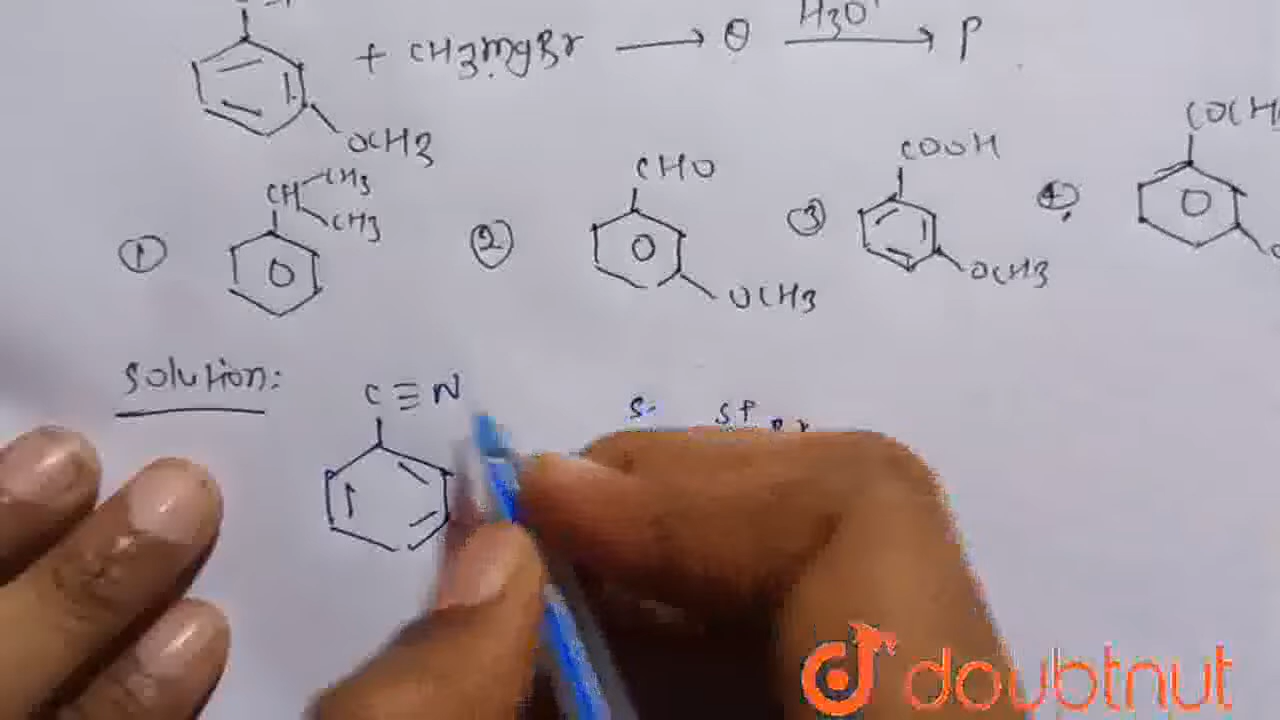 + CH3MgBr → Q H3O+ → P
OCH3
① CH CH3 CH3
② CHO OCH3
③ COOH OCH3
④ COCH
Solution:
C≡N
doubtnut